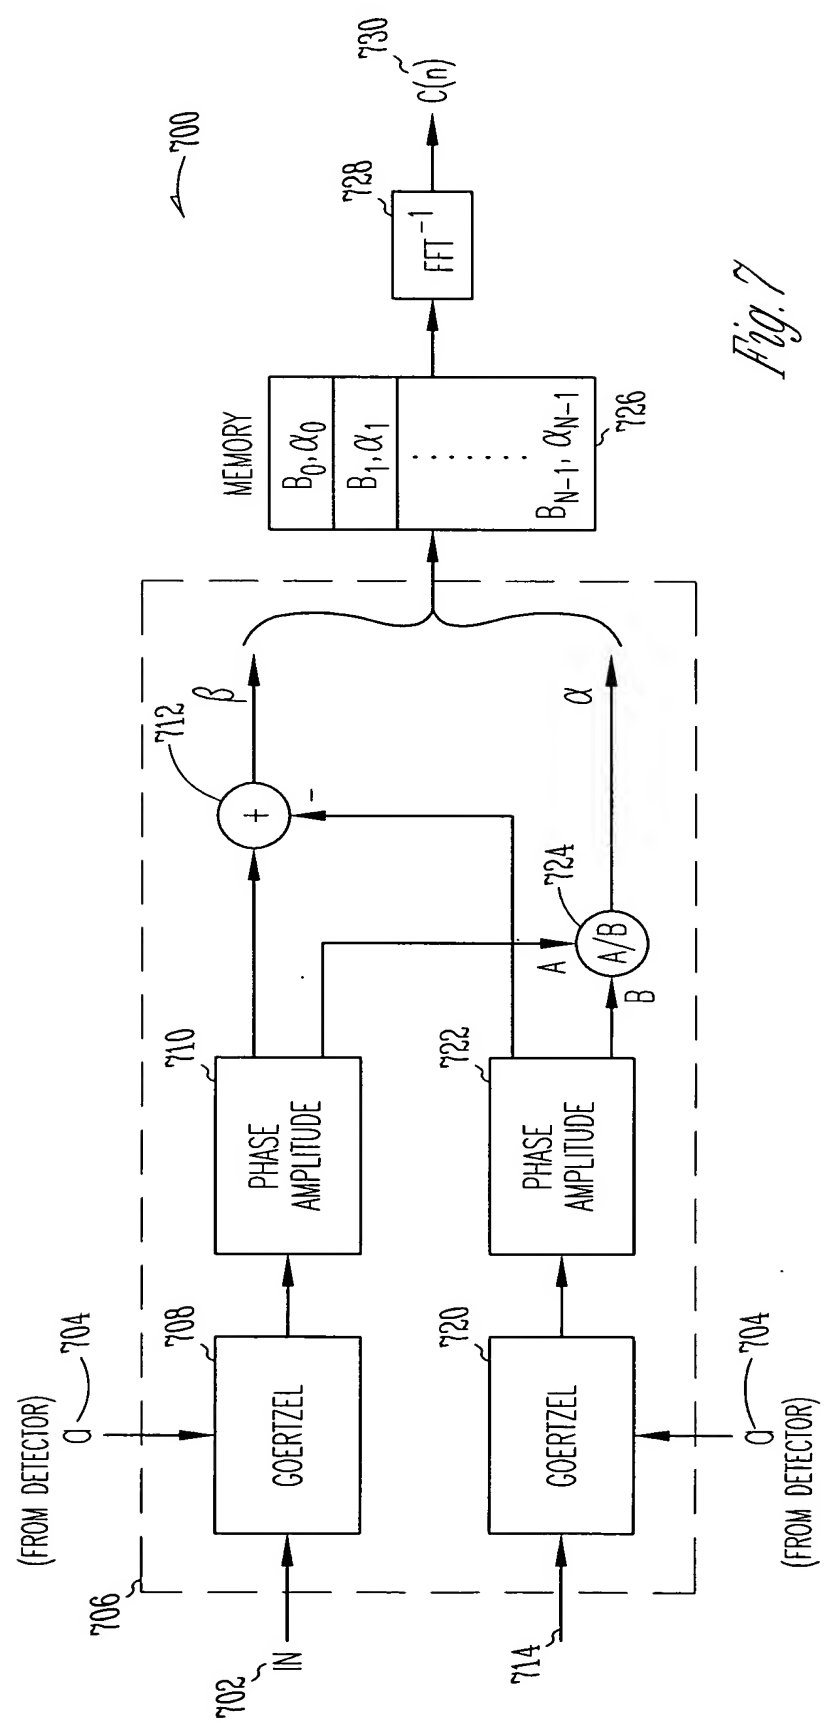 700
(FROM DETECTOR)
a 704
706
702
IN
708
GOERTZEL
710
PHASE
AMPLITUDE
712
+
-
β
714
720
GOERTZEL
722
PHASE
AMPLITUDE
A
B
724
A/B
α
a 704
(FROM DETECTOR)
MEMORY
B0, α0
B1, α1
........
BN-1, αN-1
726
728
FFT-1
730
C(n)
Fig. 7